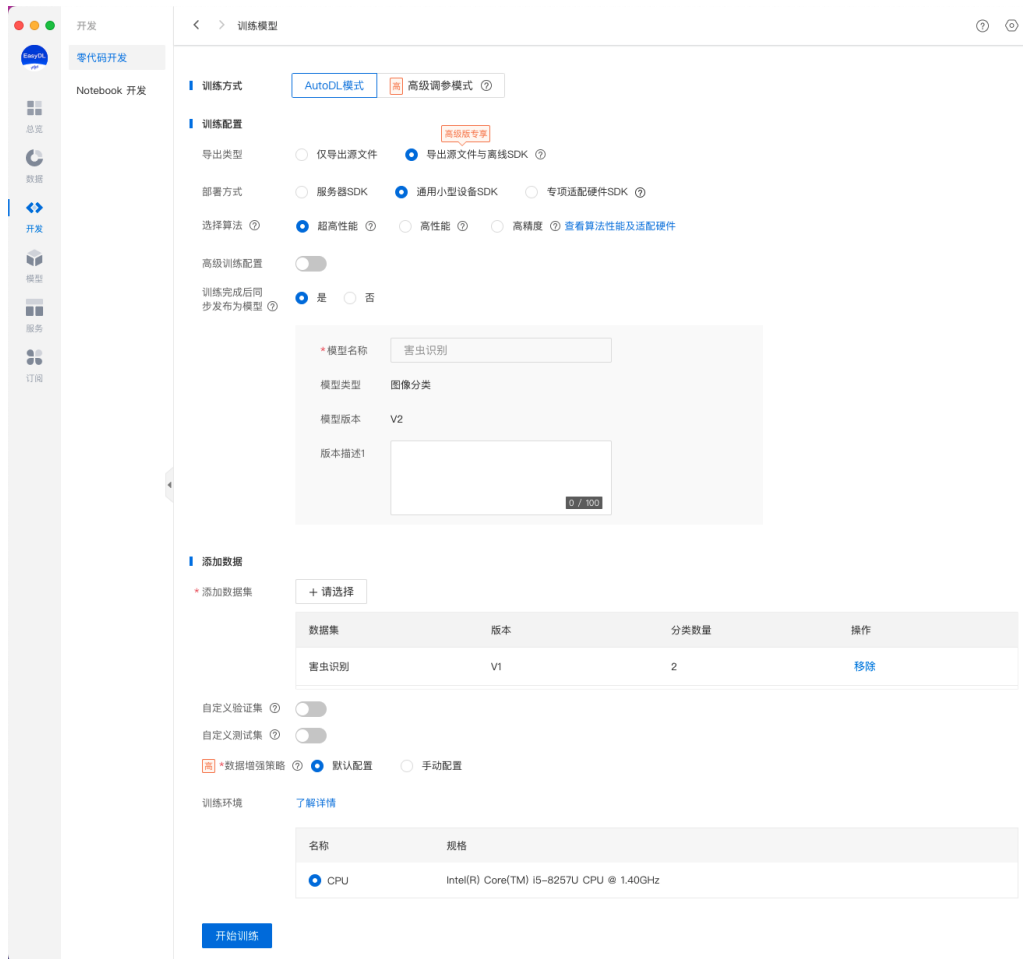 开发
训练模型
EasyDL
零代码开发
Notebook 开发
总览
数据
开发
模型
服务
订阅
训练方式
AutoDL模式
高 高级调参模式
训练配置
高级版专享
导出类型 仅导出源文件 导出源文件与离线SDK
部署方式 服务器SDK 通用小型设备SDK 专项适配硬件SDK
选择算法 超高性能 高性能 高精度 查看算法性能及适配硬件
高级训练配置
训练完成后同
步发布为模型 是 否
*模型名称 害虫识别
模型类型 图像分类
模型版本 V2
版本描述1
0 / 100
添加数据
* 添加数据集 + 请选择
数据集 版本 分类数量 操作
害虫识别 V1 2 移除
自定义验证集
自定义测试集
高 *数据增强策略 默认配置 手动配置
训练环境 了解详情
名称 规格
CPU Intel(R) Core(TM) i5-8257U CPU @ 1.40GHz
开始训练